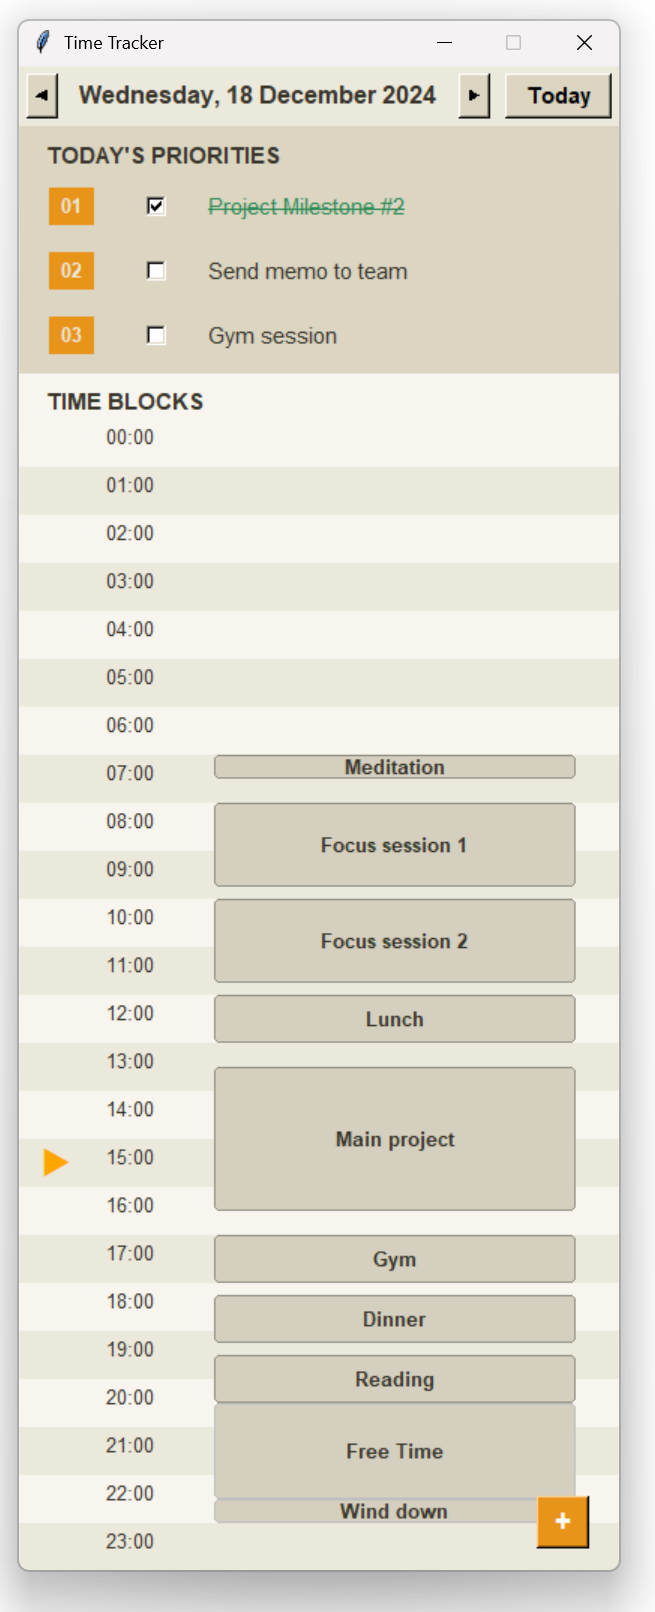 Time Tracker
Wednesday, 18 December 2024 Today
TODAY'S PRIORITIES
01 Project Milestone #2
02 Send memo to team
03 Gym session
TIME BLOCKS
00:00
01:00
02:00
03:00
04:00
05:00
06:00
Meditation
07:00
08:00
Focus session 1
09:00
10:00
Focus session 2
11:00
12:00 Lunch
13:00
14:00
Main project
15:00
16:00
17:00 Gym
18:00
Dinner
19:00
Reading
20:00
21:00 Free Time
22:00
Wind down
+
23:00